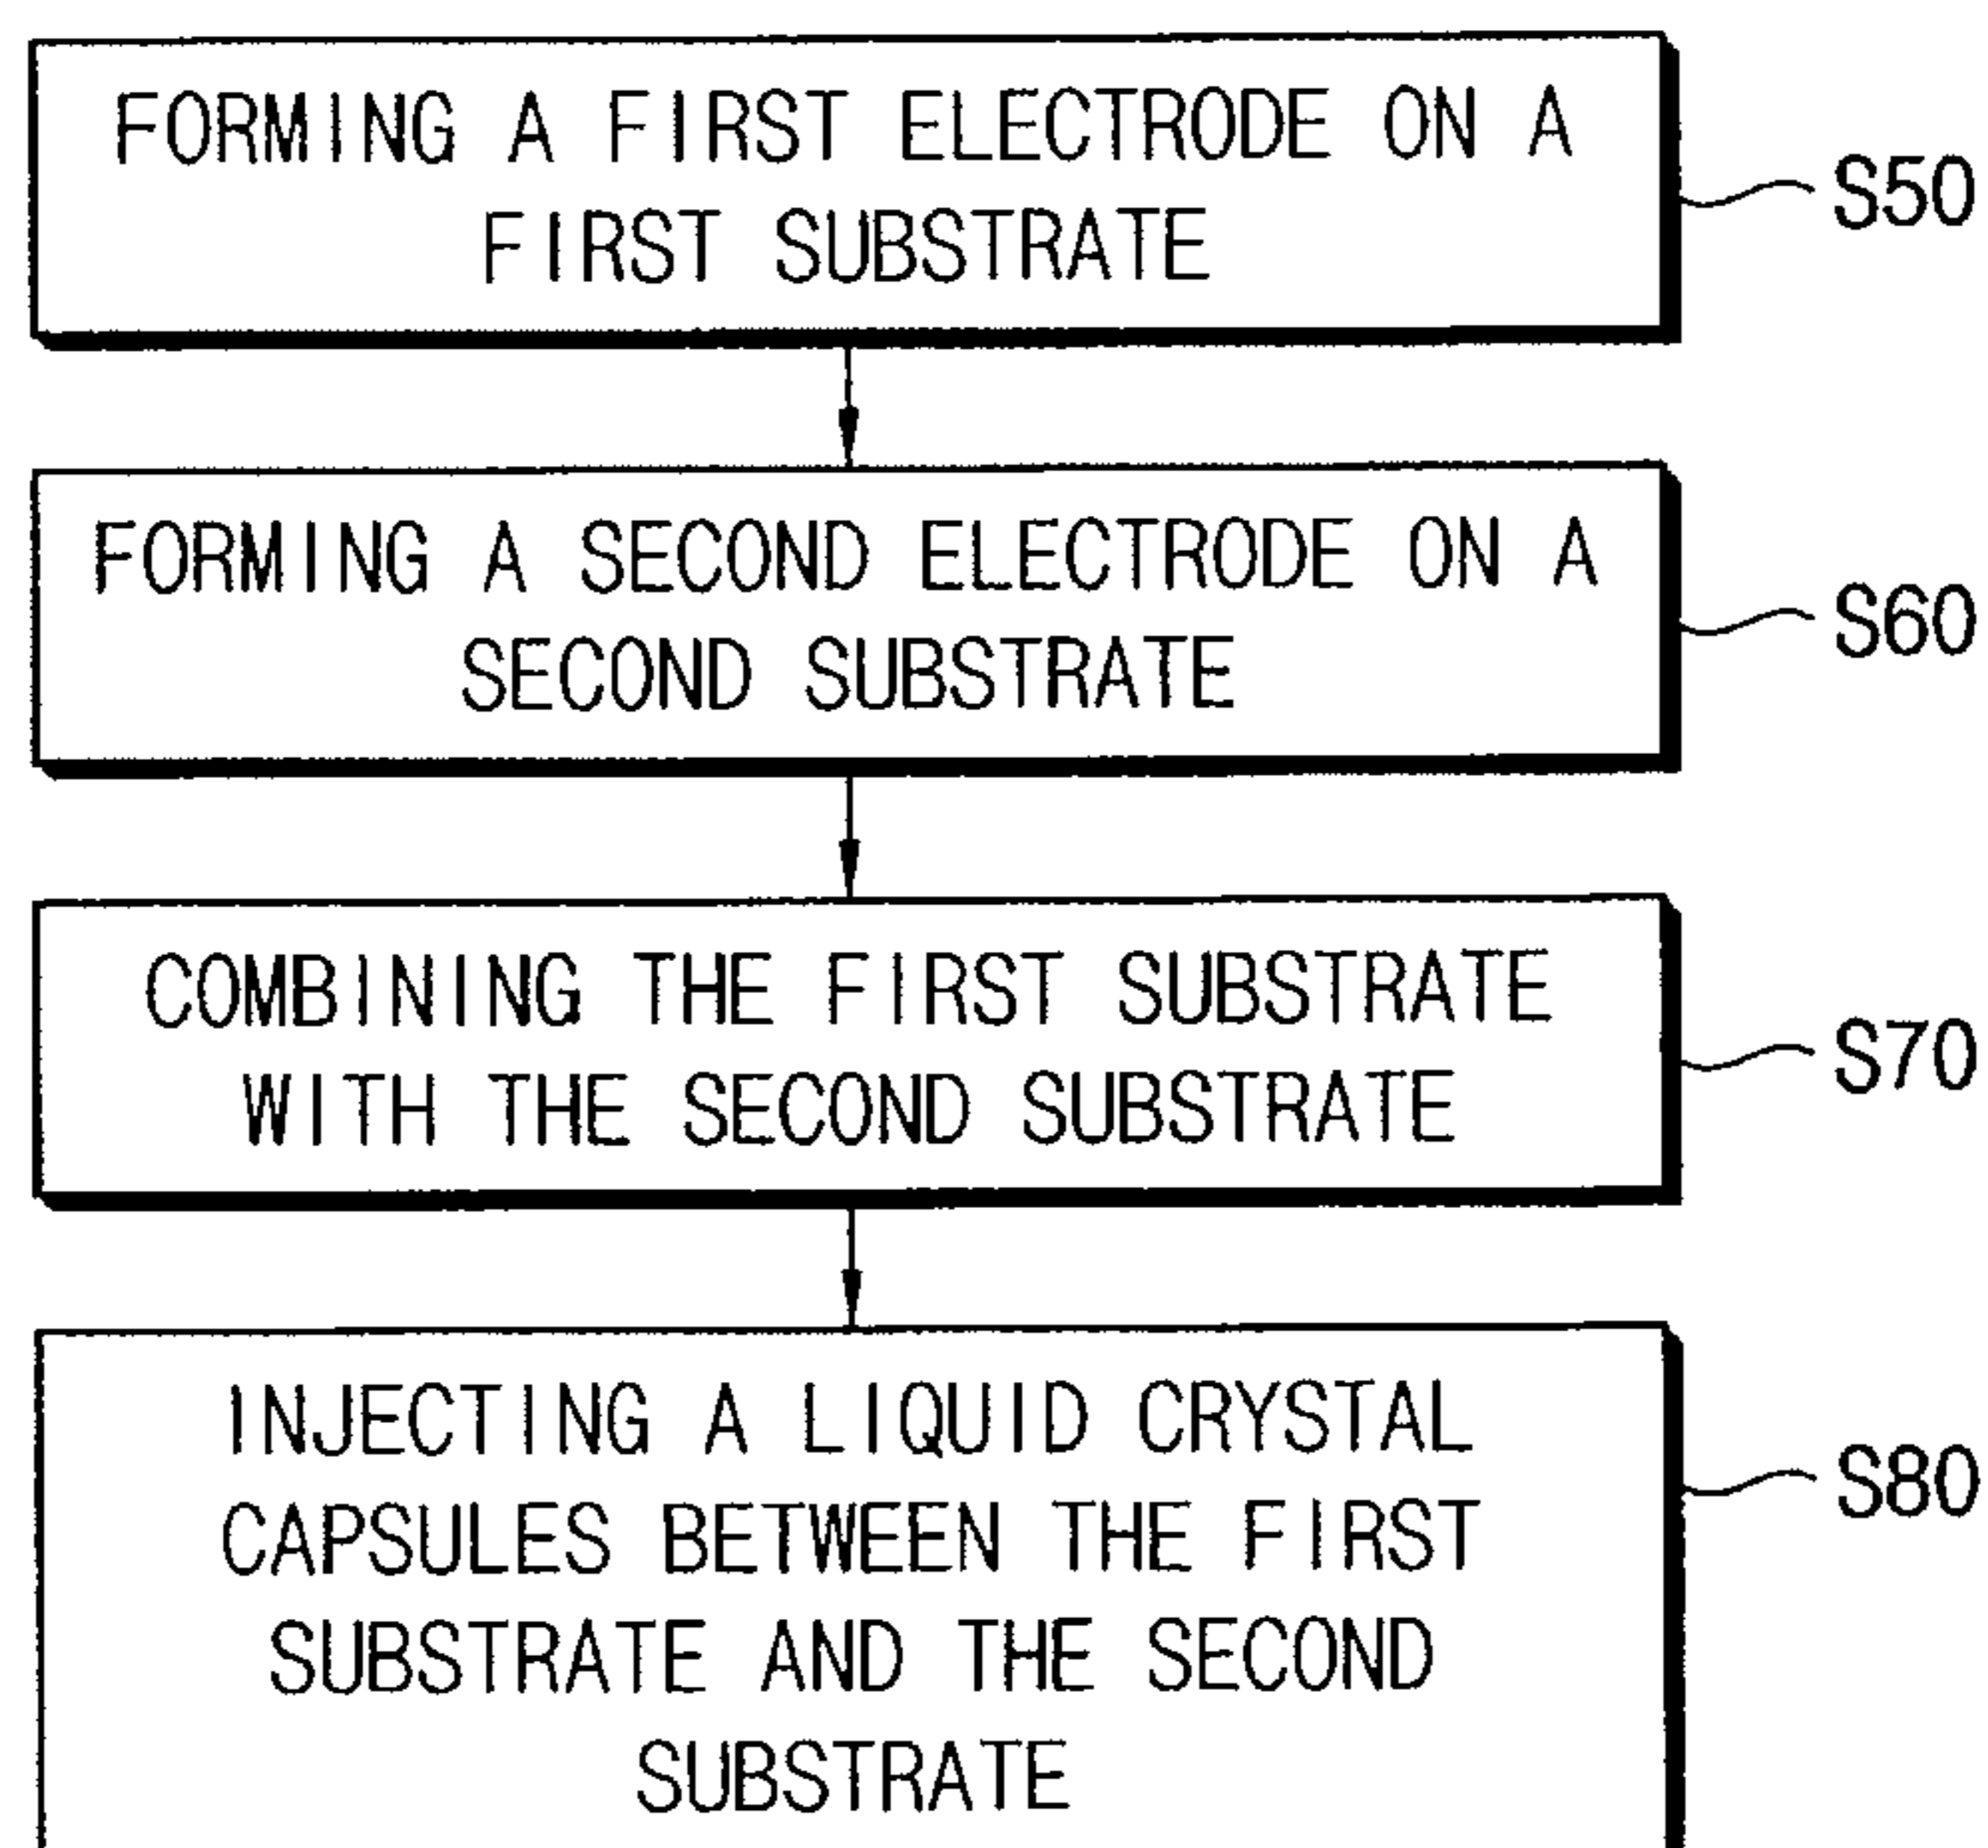 FORMING A FIRST ELECTRODE ON A
FIRST SUBSTRATE
S50
FORMING A SECOND ELECTRODE ON A
SECOND SUBSTRATE
S60
COMBINING THE FIRST SUBSTRATE
WITH THE SECOND SUBSTRATE
S70
INJECTING A LIQUID CRYSTAL
CAPSULES BETWEEN THE FIRST
SUBSTRATE AND THE SECOND
SUBSTRATE
S80